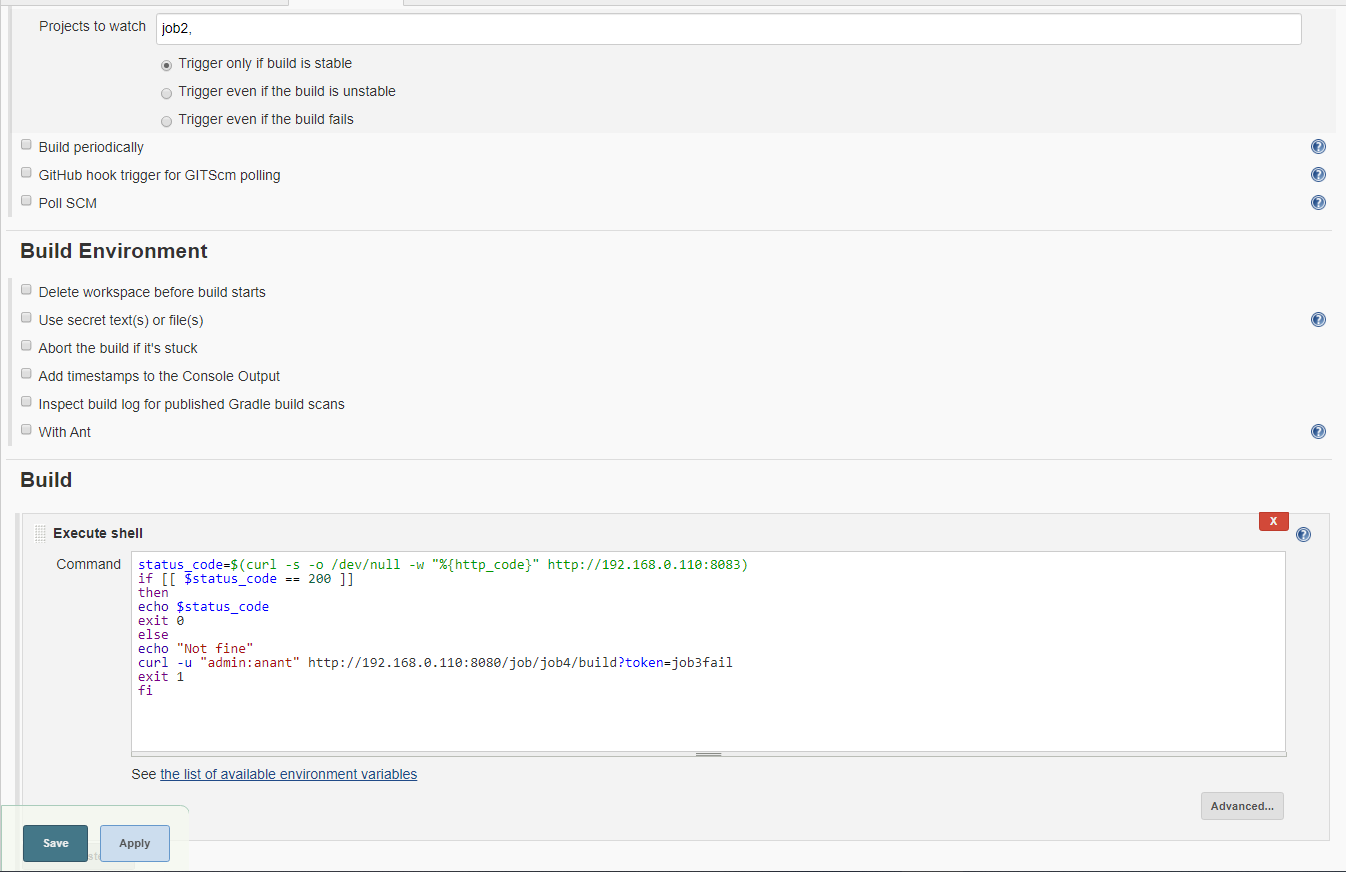 Projects to watch job2,
Trigger only if build is stable
Trigger even if the build is unstable
Trigger even if the build fails
Build periodically
GitHub hook trigger for GITScm polling
Poll SCM
Build Environment
Delete workspace before build starts
Use secret text(s) or file(s)
Abort the build if it's stuck
Add timestamps to the Console Output
Inspect build log for published Gradle build scans
With Ant
Build
X
Execute shell
Command status_code=$(curl -s -o /dev/null -w "%{http_code}" http://192.168.0.110:8083)
if [[ $status_code == 200 ]]
then
echo $status_code
exit 0
else
echo "Not fine"
curl -u "admin:anant" http://192.168.0.110:8080/job/job4/build?token=job3fail
exit 1
fi
See the list of available environment variables
Advanced...
Save Apply